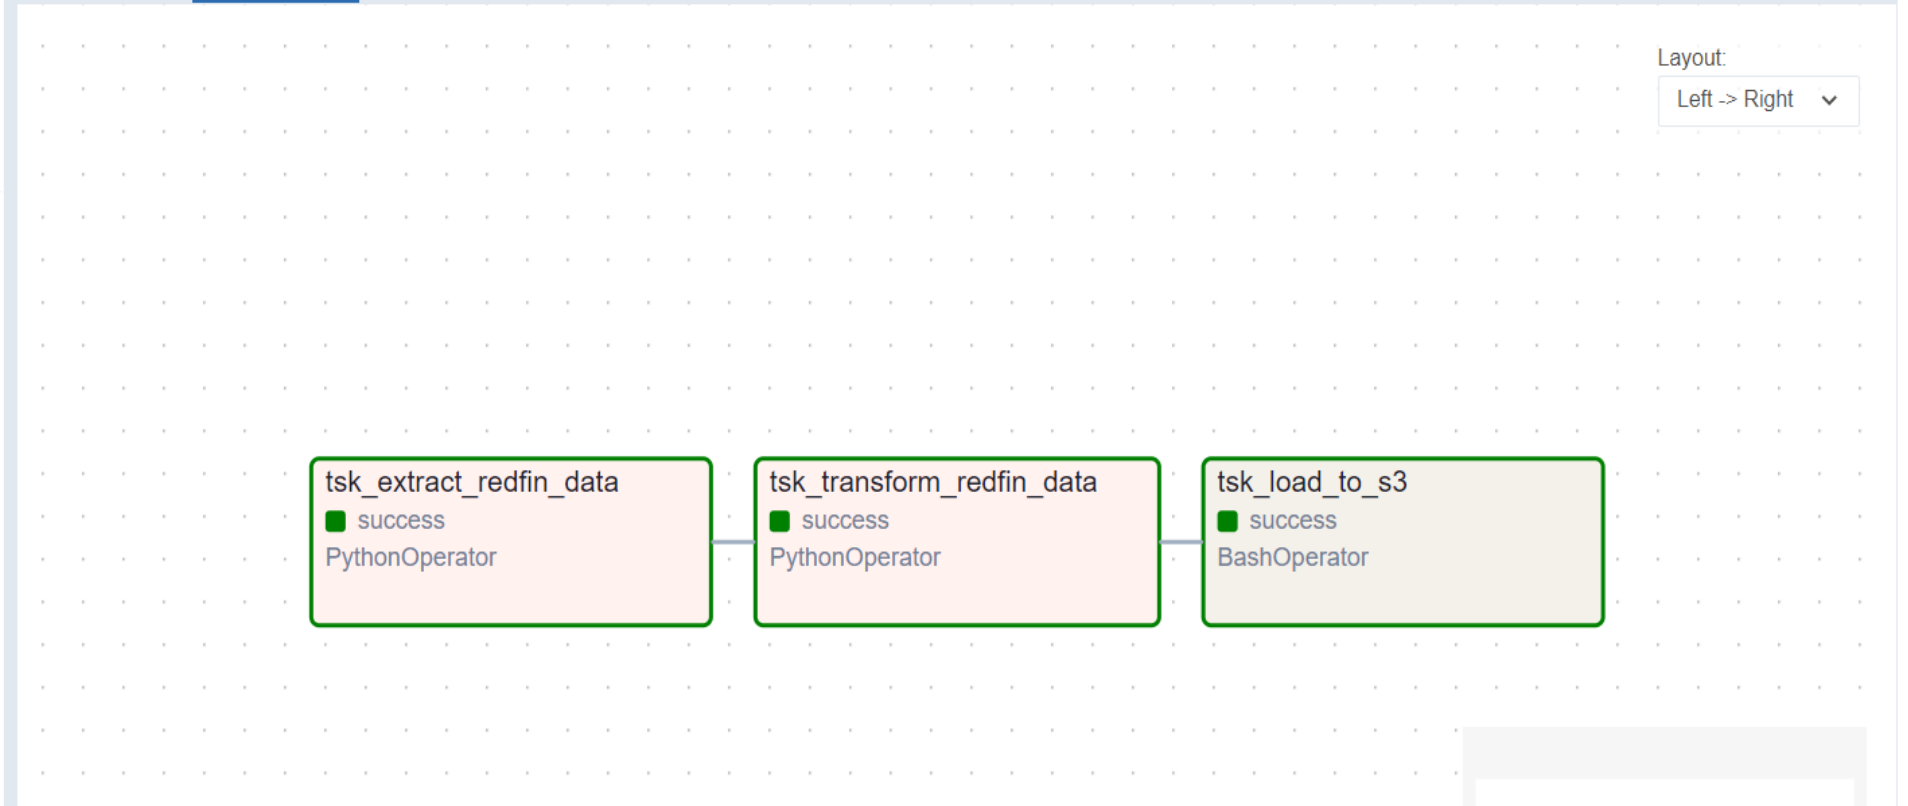 Layout:
Left -> Right
tsk_extract_redfin_data
success
PythonOperator
tsk_transform_redfin_data
success
PythonOperator
tsk_load_to_s3
success
BashOperator